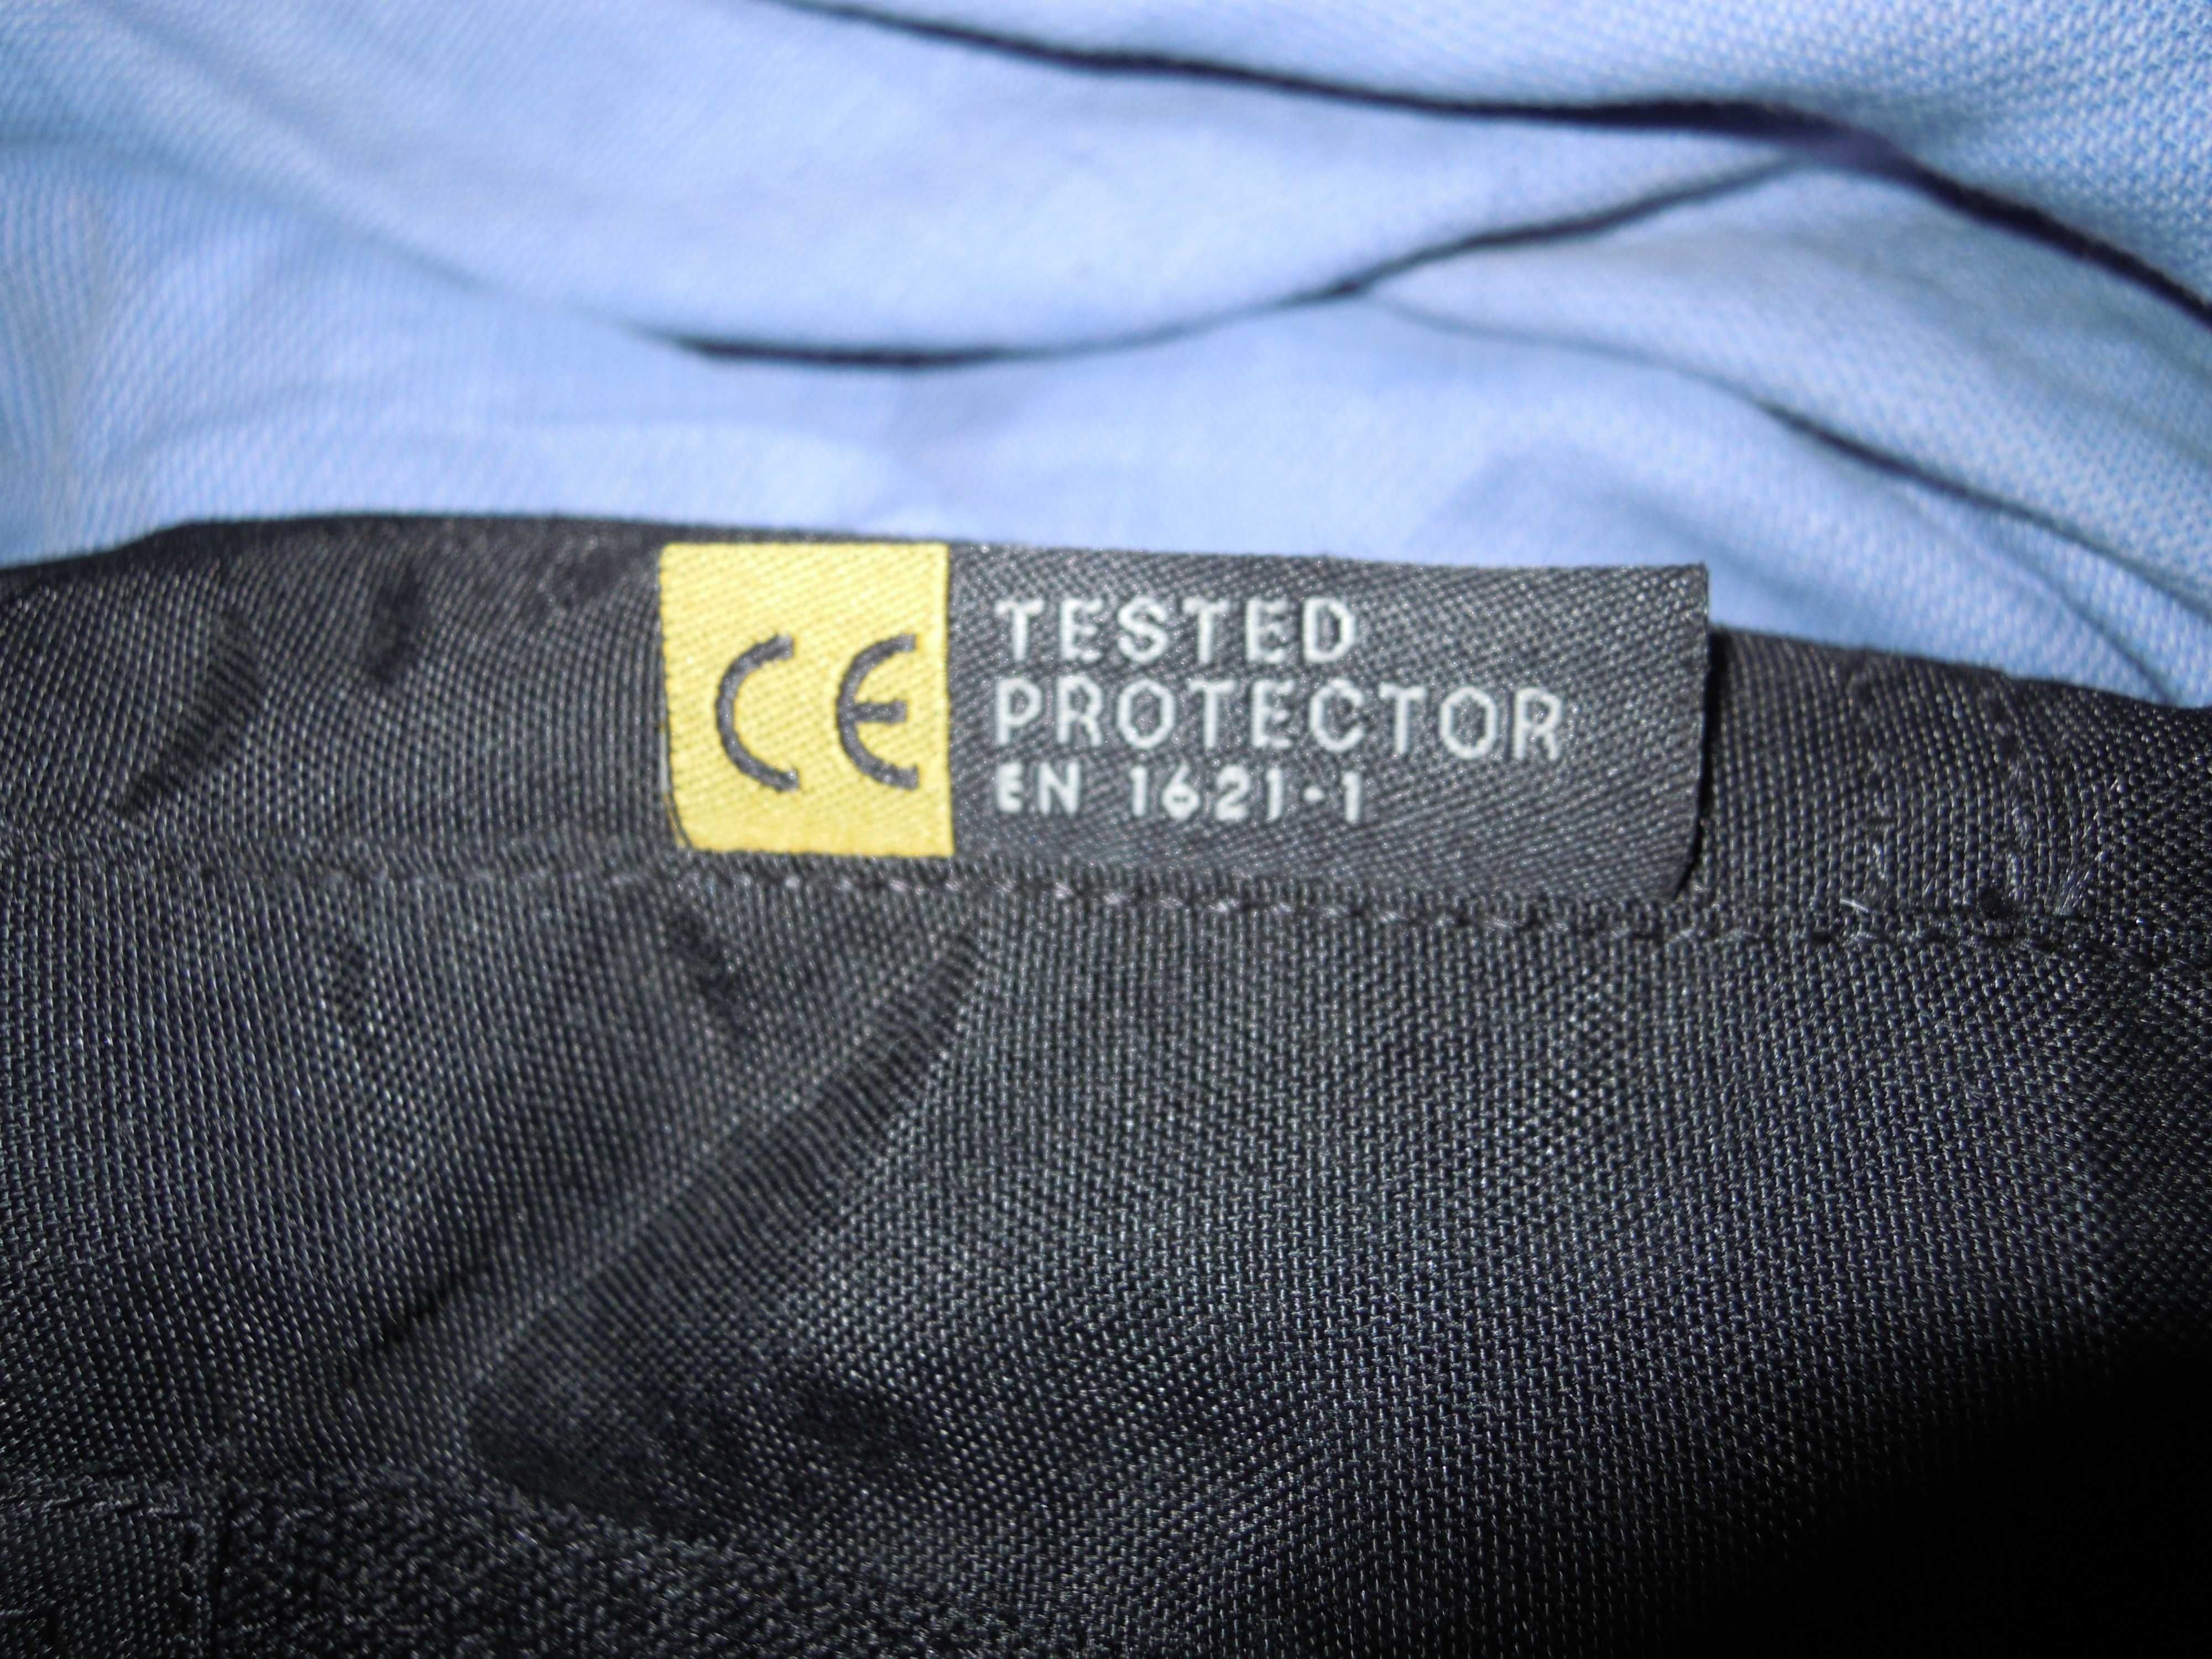 CE
TESTED
PROTECTOR
EN 1621-1